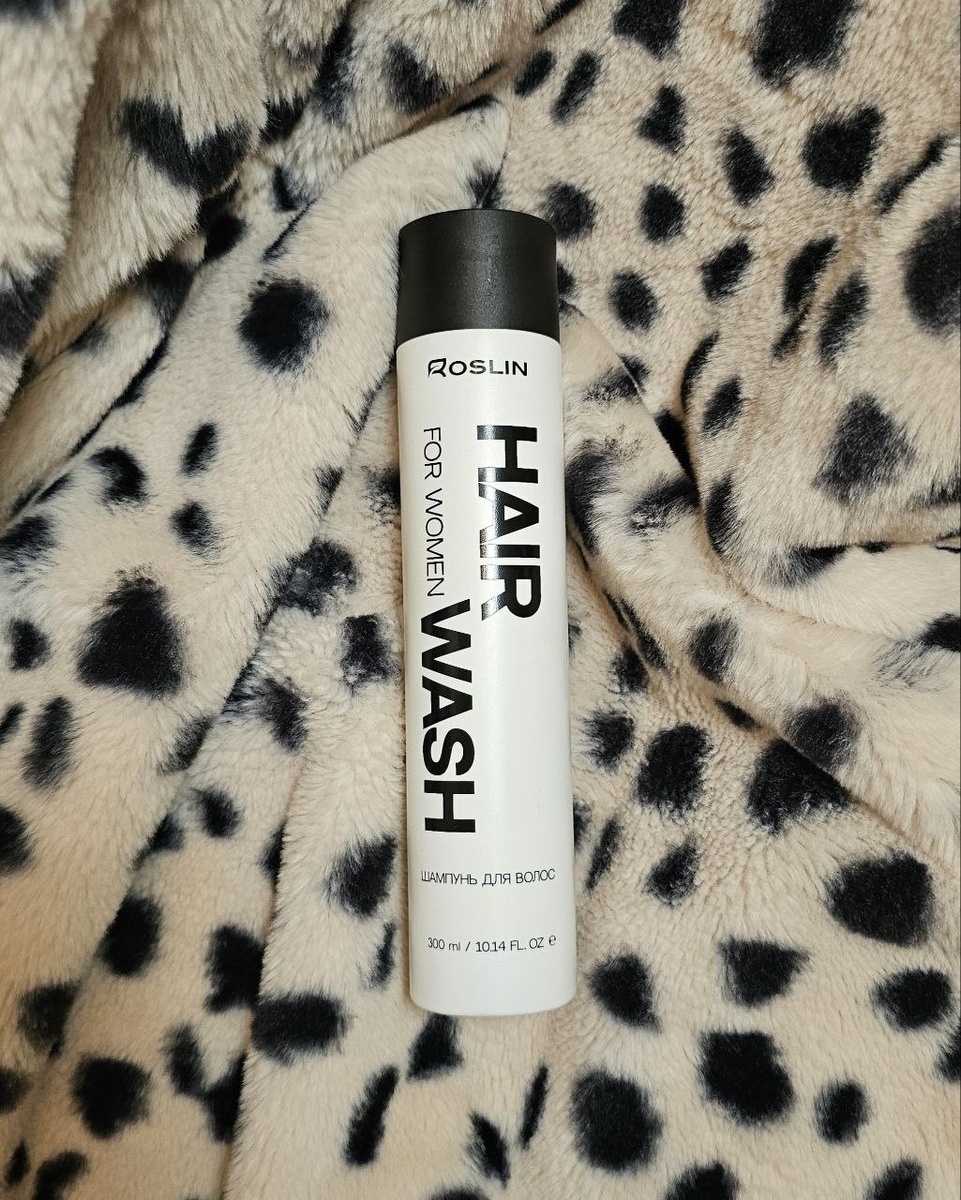 ROSLIN
HAIR
FOR WOMEN WASH
ШАМПУНЬ ДЛЯ ВОЛОС
300 ml / 10.14 FL. OZ ℮